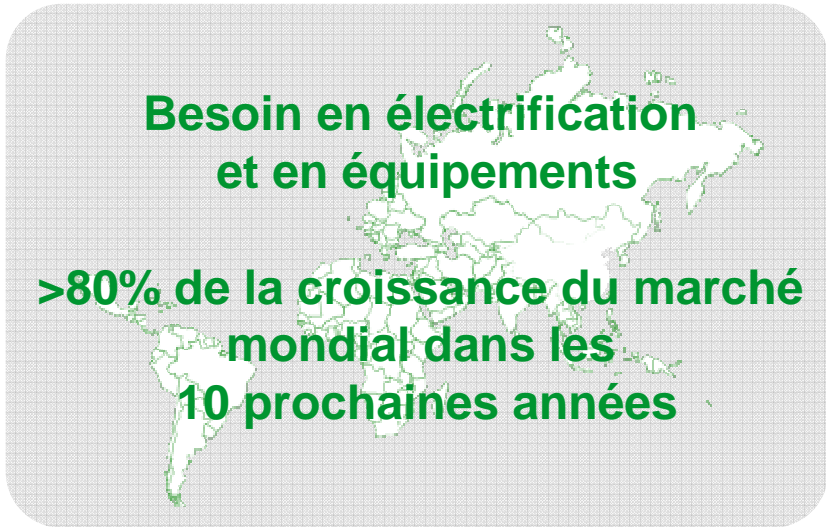 Besoin en électrification
et en équipements
>80% de la croissance du marché
mondial dans les
10 prochaines années